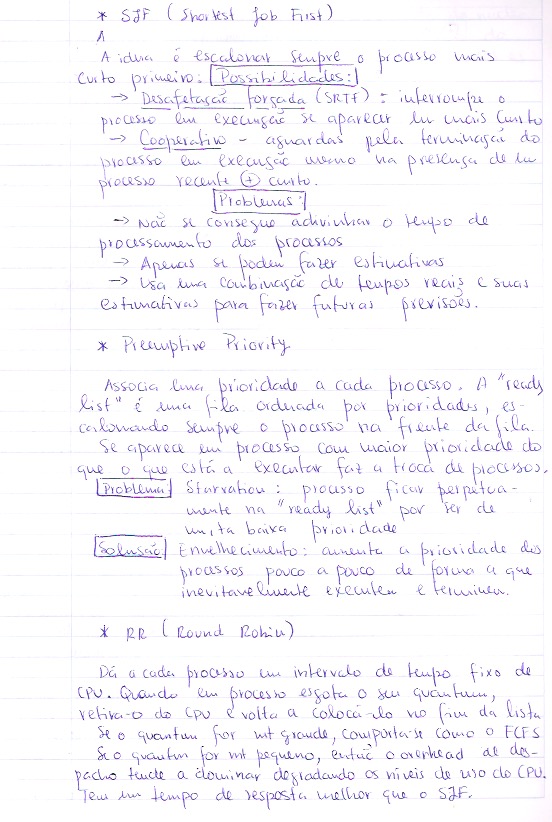 * SJF (Shortest Job First)
A
A ideia é escalonar sempre o processo mais
curto primeiro. Possibilidades:
→ Desafetação forçada (SRTF) = interrompe o
processo em execução se aparecer um mais curto
→ Cooperativo - aguardas pela terminação do
processo em execução mesmo na presença de um
processo recente ⊕ curto.
Problemas:
→ Não se consegue adivinhar o tempo de
processamento dos processos
→ Apenas se podem fazer estimativas
→ Usa uma combinação de tempos reais e suas
estimativas para fazer futuras previsões.
* Preemptive Priority
Associa uma prioridade a cada processo. A "ready
list" é uma fila ordenada por prioridades, es-
calonando sempre o processo na frente da fila.
Se aparece um processo com maior prioridade do
que o que está a executar faz a troca de processos.
Problema Starvation: processo ficar perpetua-
mente na "ready list" por ser de
muita baixa prioridade
Solução Envelhecimento: aumenta a prioridade dos
processos pouco a pouco de forma a que
inevitavelmente executem e terminem.
* RR (Round Robin)
Dá a cada processo um intervalo de tempo fixo de
CPU. Quando um processo esgota o seu quantum,
retira-o do CPU e volta a colocá-lo no fim da lista
Se o quantum for mt grande, comporta-se como o FCFS
Se o quantum for mt pequeno, então o overhead de des-
pacho tende a dominar degradando os níveis de uso do CPU.
Tem um tempo de resposta melhor que o SJF.